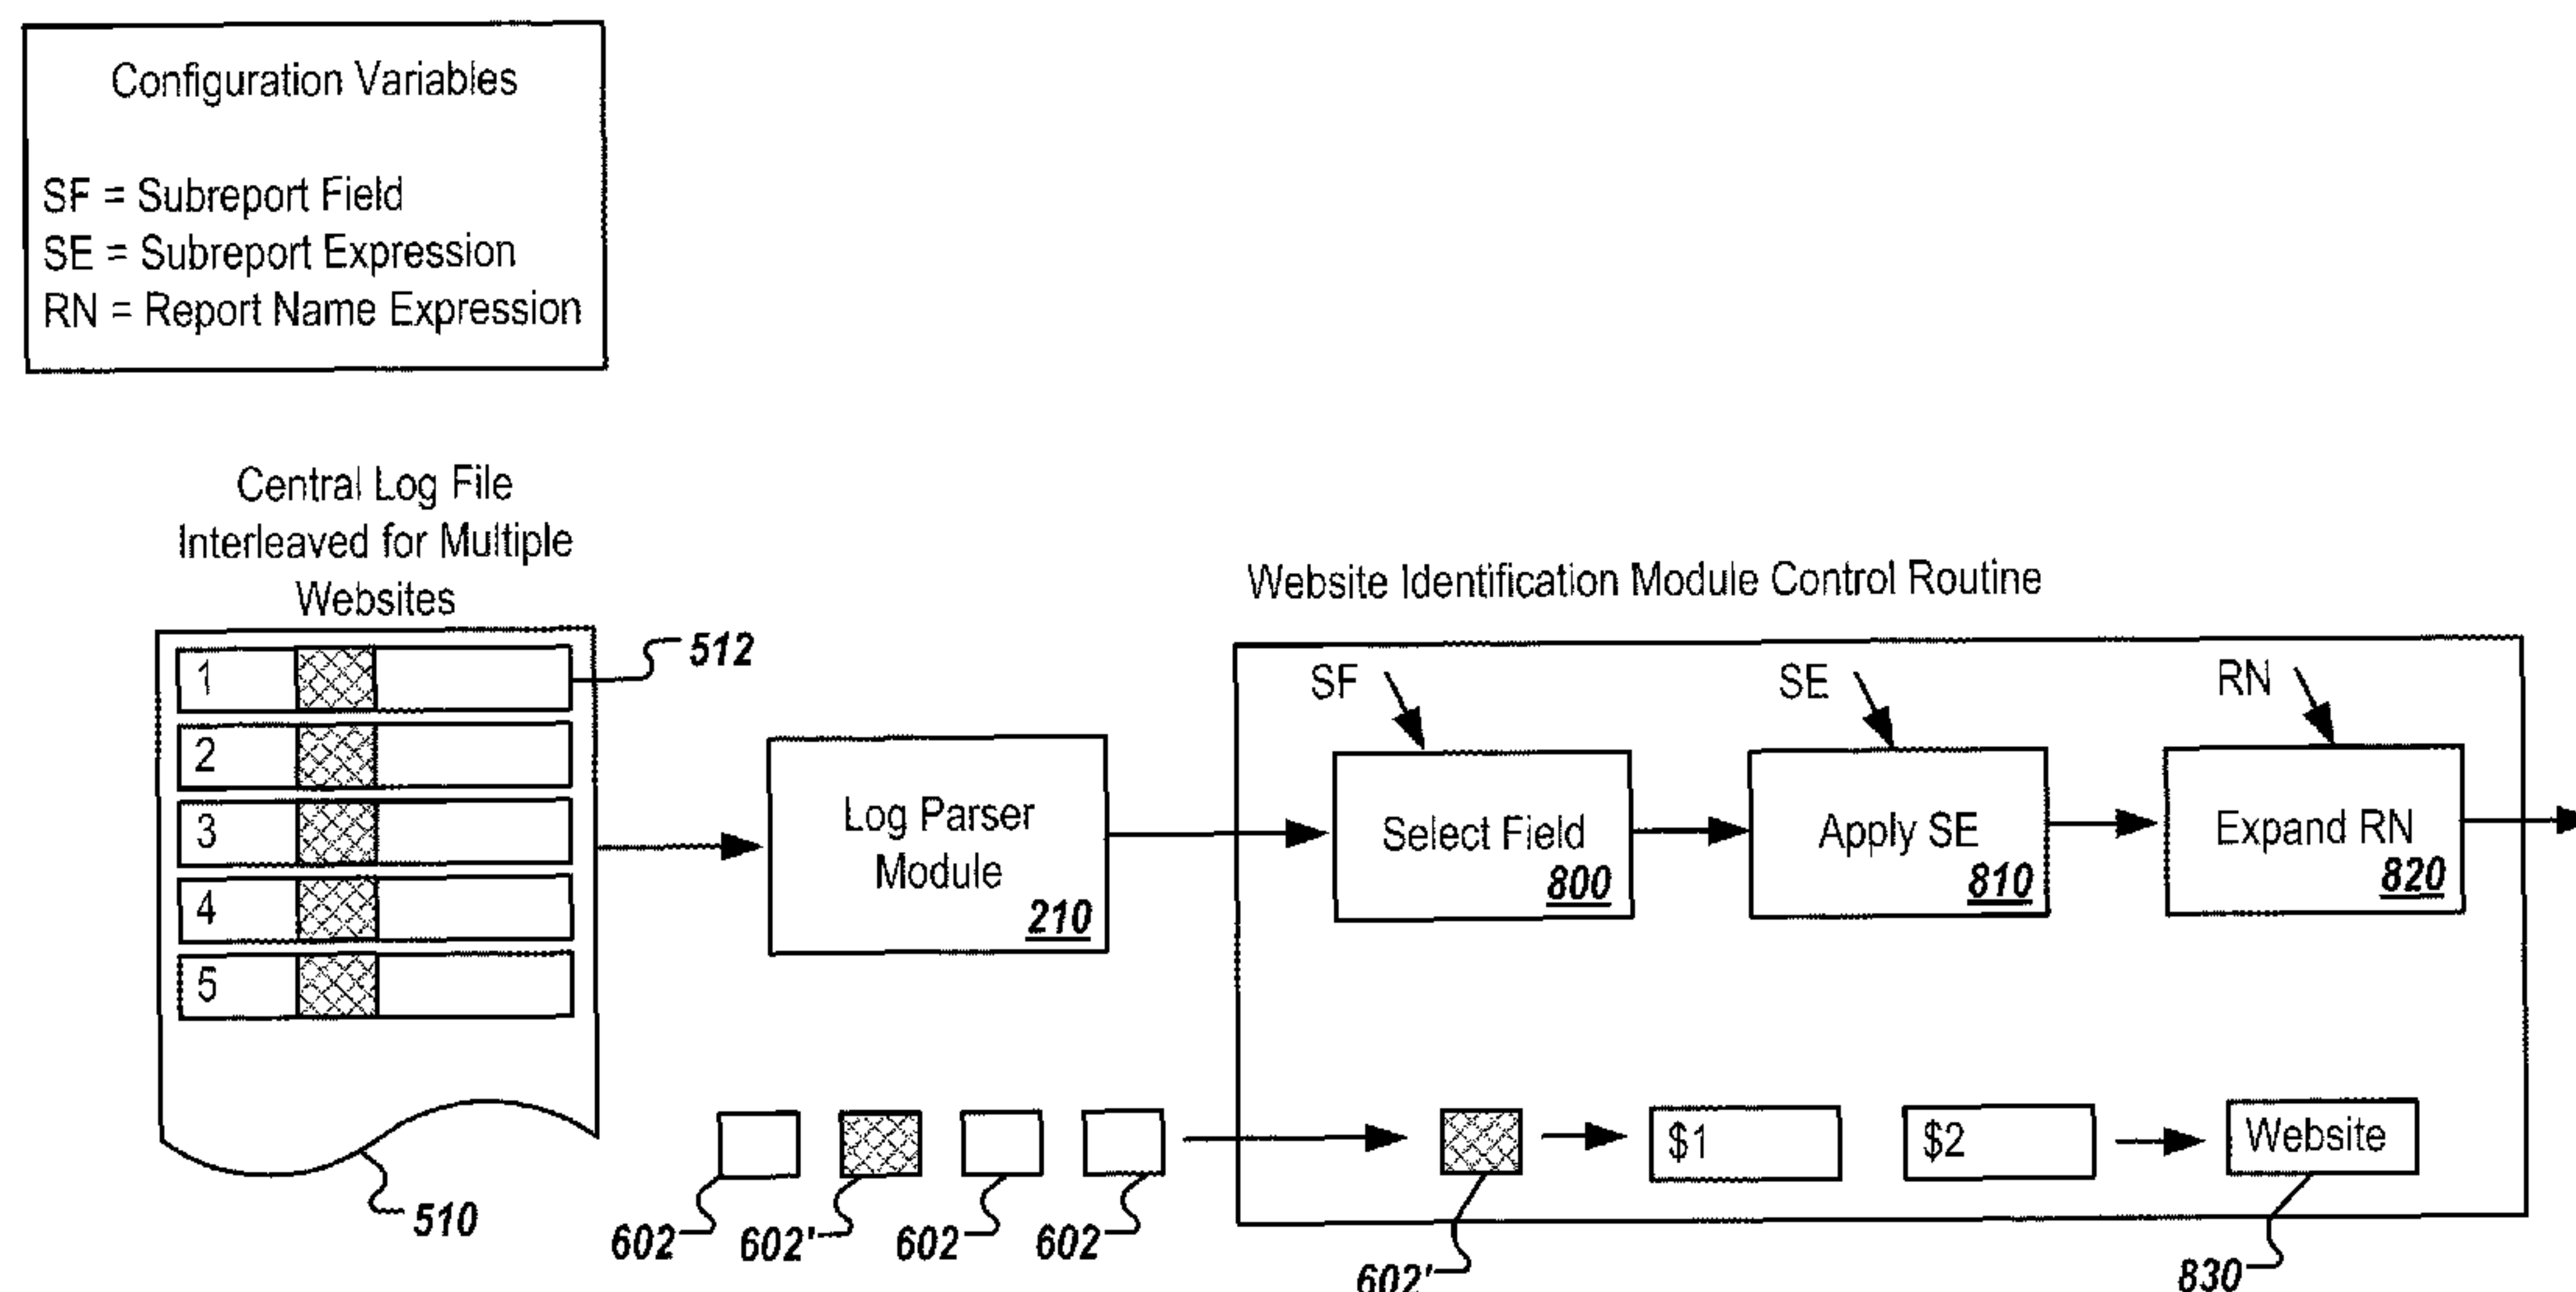 Configuration Variables
SF = Subreport Field
SE = Subreport Expression
RN = Report Name Expression
Central Log File
Interleaved for Multiple
Websites
Website Identification Module Control Routine
1
512
2
3
4
5
510
Log Parser
Module
210
SF
SE
RN
Select Field
800
Apply SE
810
Expand RN
820
$1
$2
Website
602
602'
602
602
602'
830